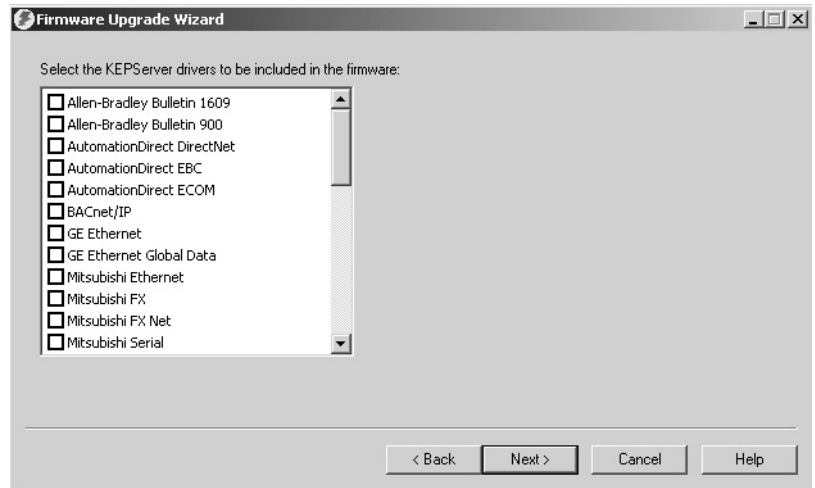 Firmware Upgrade Wizard
Select the KEPServer drivers to be included in the firmware:
Allen-Bradley Bulletin 1609
Allen-Bradley Bulletin 900
AutomationDirect DirectNet
AutomationDirect EBC
AutomationDirect ECOM
BACnet/IP
GE Ethernet
GE Ethernet Global Data
Mitsubishi Ethernet
Mitsubishi FX
Mitsubishi FX Net
Mitsubishi Serial
< Back Next > Cancel Help